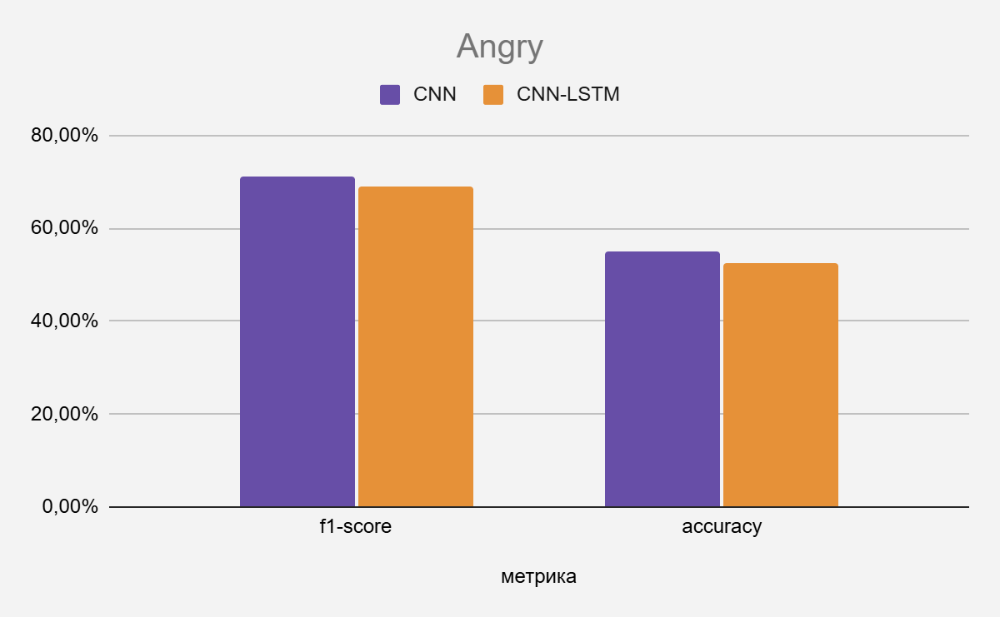 Angry
CNN CNN-LSTM
80,00%
60,00%
40,00%
20,00%
0,00%
f1-score accuracy
метрика